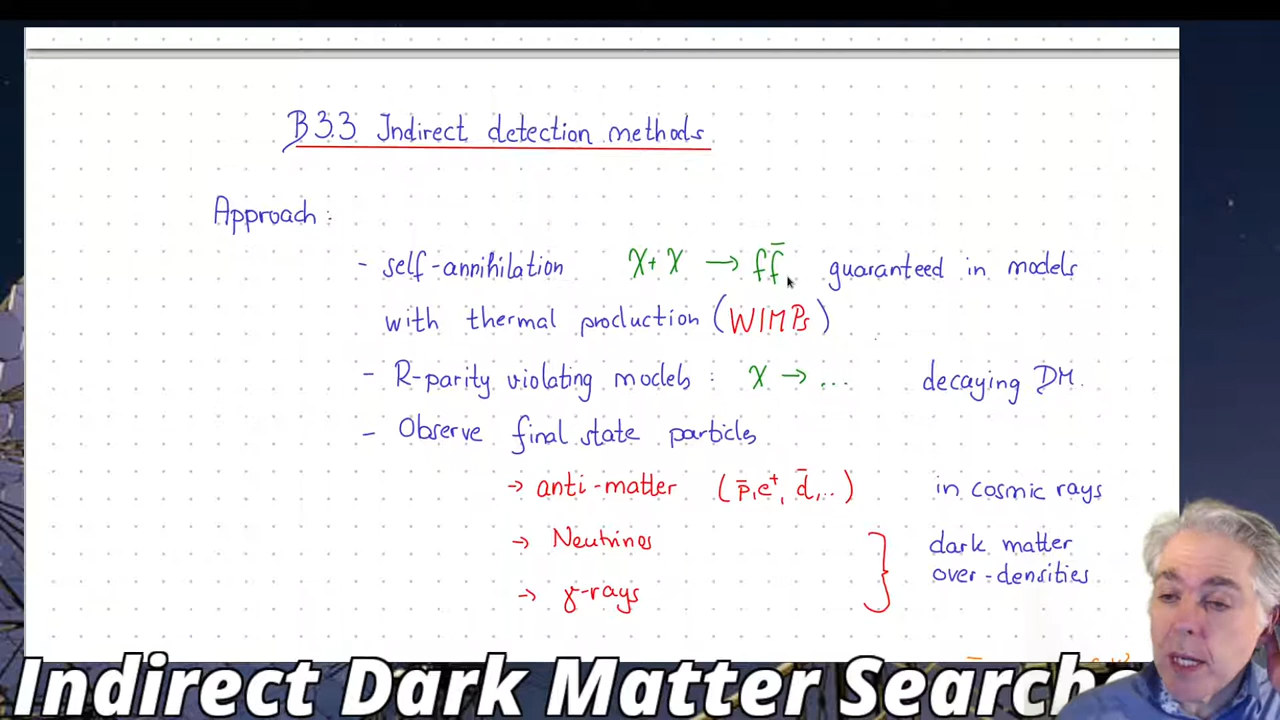 B3.3 Indirect detection methods
Approach:
- self-annihilation χ+χ → f f̄ guaranteed in models
with thermal production (WIMPs)
- R-parity violating models : χ → ... decaying DM.
- Observe final state particles
→ anti-matter (p̄, e⁺, d̄, ..) in cosmic rays
→ Neutrinos } dark matter
over-densities
→ γ-rays
Indirect Dark Matter Searche